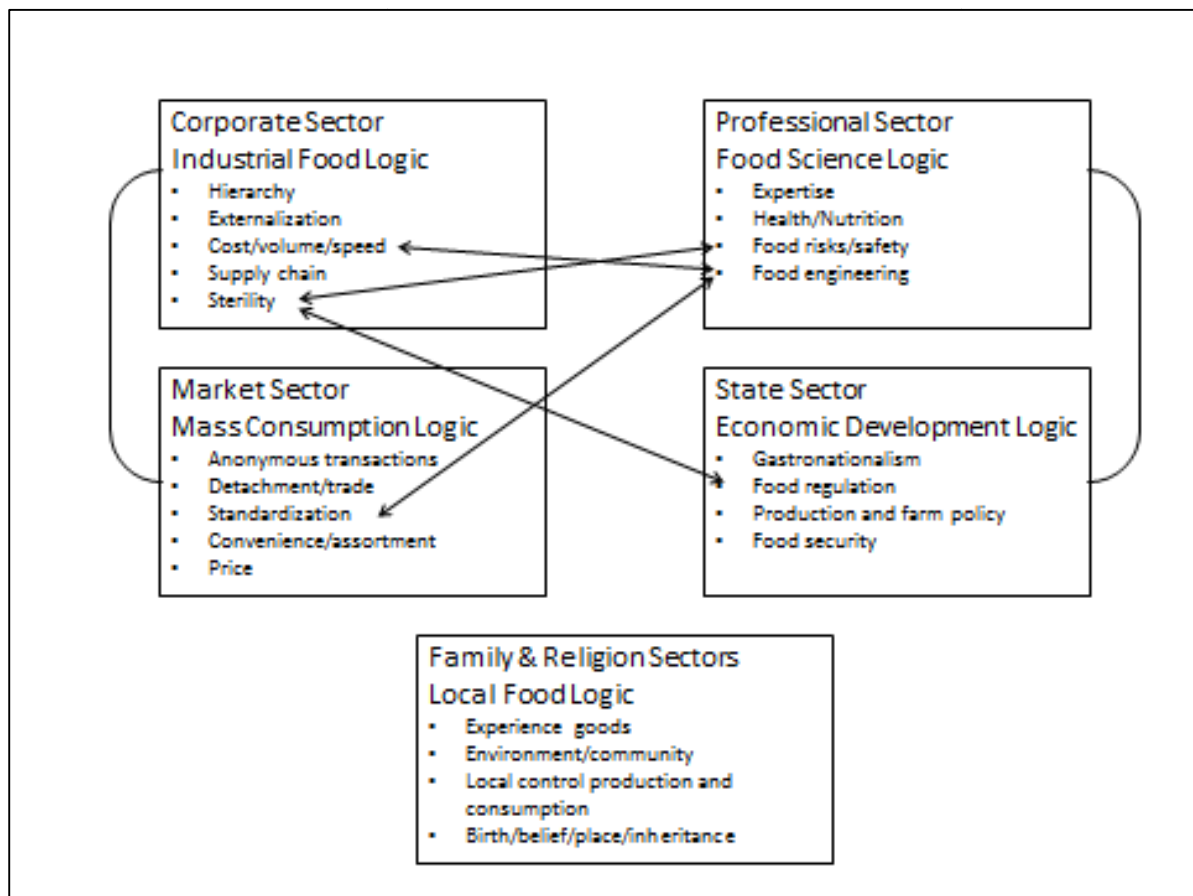 Corporate Sector
Industrial Food Logic
▪ Hierarchy
▪ Externalization
▪ Cost/volume/speed
▪ Supply chain
▪ Sterility
Professional Sector
Food Science Logic
▪ Expertise
▪ Health/Nutrition
▪ Food risks/safety
▪ Food engineering
Market Sector
Mass Consumption Logic
▪ Anonymous transactions
▪ Detachment/trade
▪ Standardization
▪ Convenience/assortment
▪ Price
State Sector
Economic Development Logic
▪ Gastronationalism
▪ Food regulation
▪ Production and farm policy
▪ Food security
Family & Religion Sectors
Local Food Logic
▪ Experience goods
▪ Environment/community
▪ Local control production and
consumption
▪ Birth/belief/place/inheritance